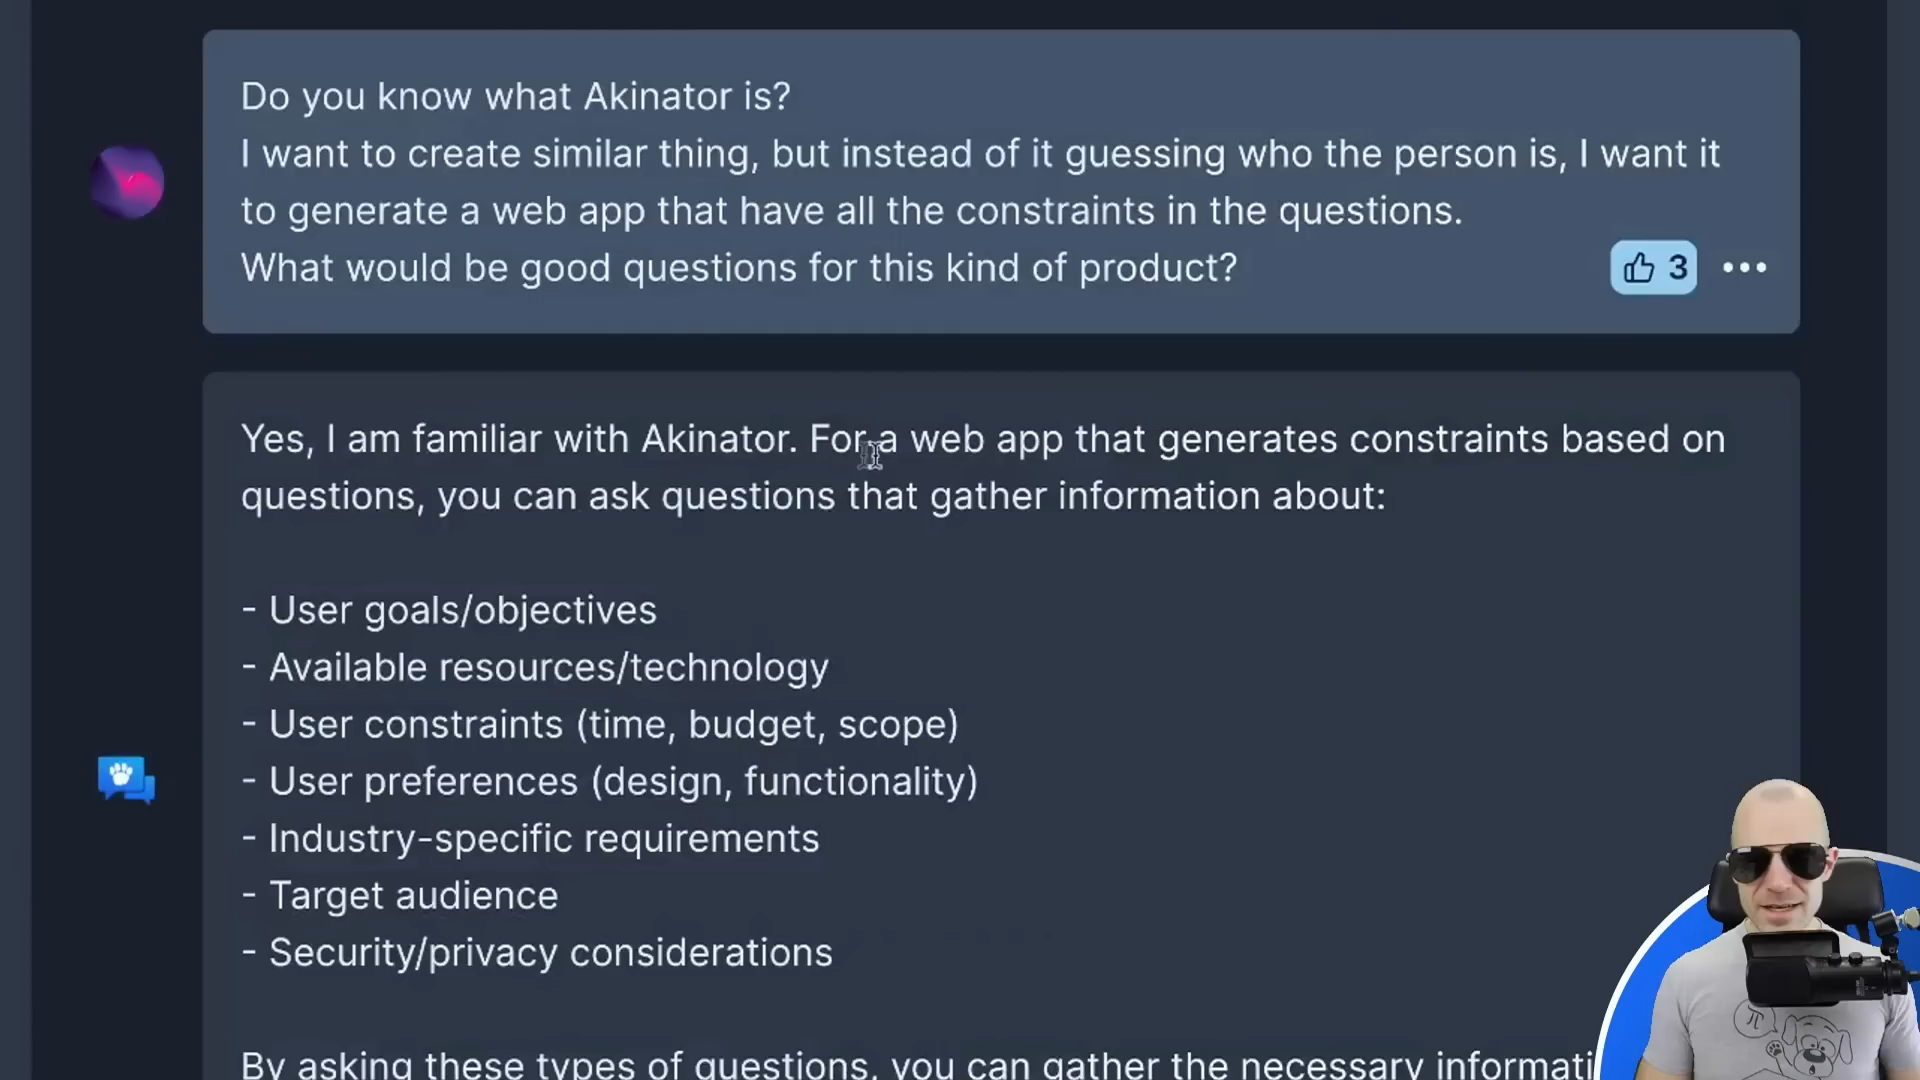 Do you know what Akinator is?
I want to create similar thing, but instead of it guessing who the person is, I want it
to generate a web app that have all the constraints in the questions.
What would be good questions for this kind of product?
3
Yes, I am familiar with Akinator. For a web app that generates constraints based on
questions, you can ask questions that gather information about:
- User goals/objectives
- Available resources/technology
- User constraints (time, budget, scope)
- User preferences (design, functionality)
- Industry-specific requirements
- Target audience
- Security/privacy considerations
By asking these types of questions, you can gather the necessary informati
π